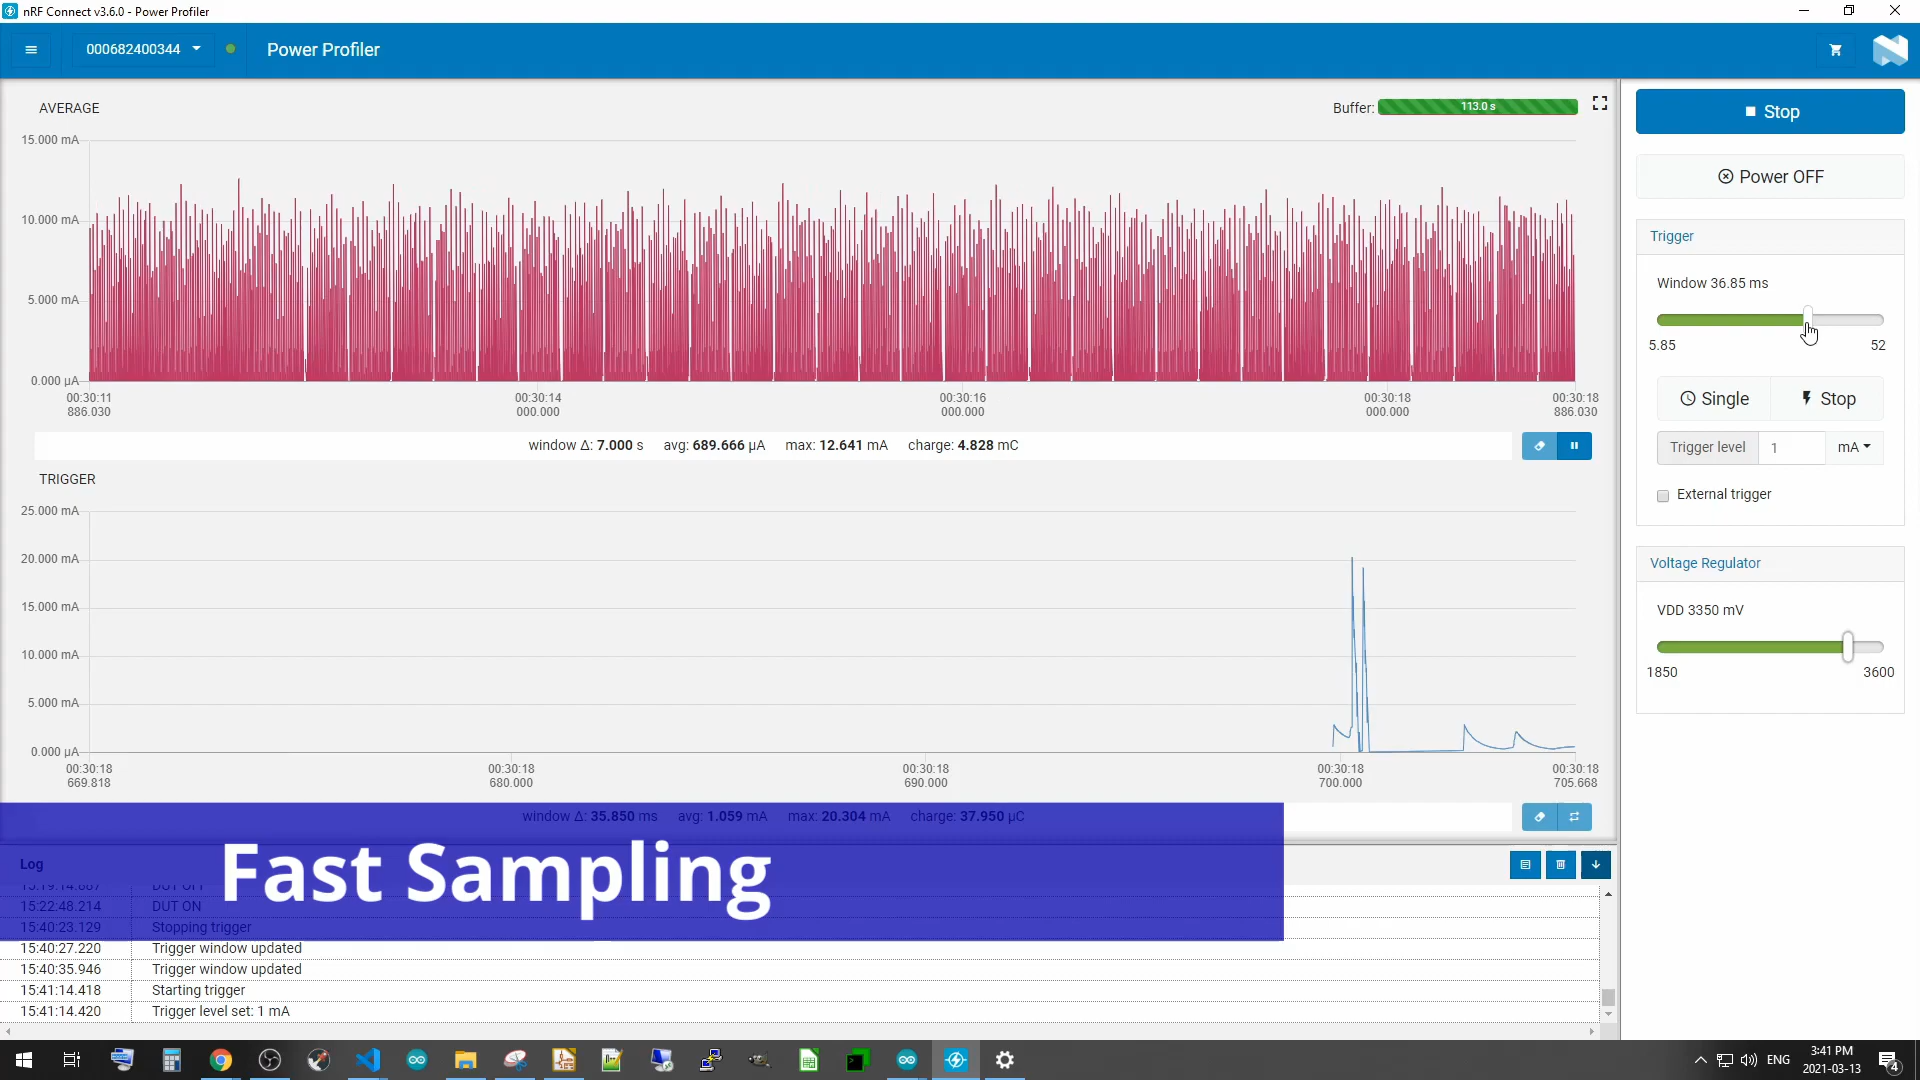 nRF Connect v3.6.0 - Power Profiler
000682400344
Power Profiler
AVERAGE
Buffer: 113.0 s
15.000 mA
10.000 mA
5.000 mA
0.000 µA
00:30:11 00:30:14 00:30:16 00:30:18 00:30:18
886.030 000.000 000.000 000.000 886.030
window Δ: 7.000 s avg: 689.666 µA max: 12.641 mA charge: 4.828 mC
TRIGGER
25.000 mA
20.000 mA
15.000 mA
10.000 mA
5.000 mA
0.000 µA
00:30:18 00:30:18 00:30:18 00:30:18 00:30:18
669.818 680.000 690.000 700.000 705.668
window Δ: 35.850 ms avg: 1.059 mA max: 20.304 mA charge: 37.950 µC
Fast Sampling
Log
15:19:14.867 DUT OFF
15:22:48.214 DUT ON
15:40:23.129 Stopping trigger
15:40:27.220 Trigger window updated
15:40:35.946 Trigger window updated
15:41:14.418 Starting trigger
15:41:14.420 Trigger level set: 1 mA
Stop
Power OFF
Trigger
Window 36.85 ms
5.85 52
Single Stop
Trigger level 1 mA
External trigger
Voltage Regulator
VDD 3350 mV
1850 3600
ENG
3:41 PM
2021-03-13
4